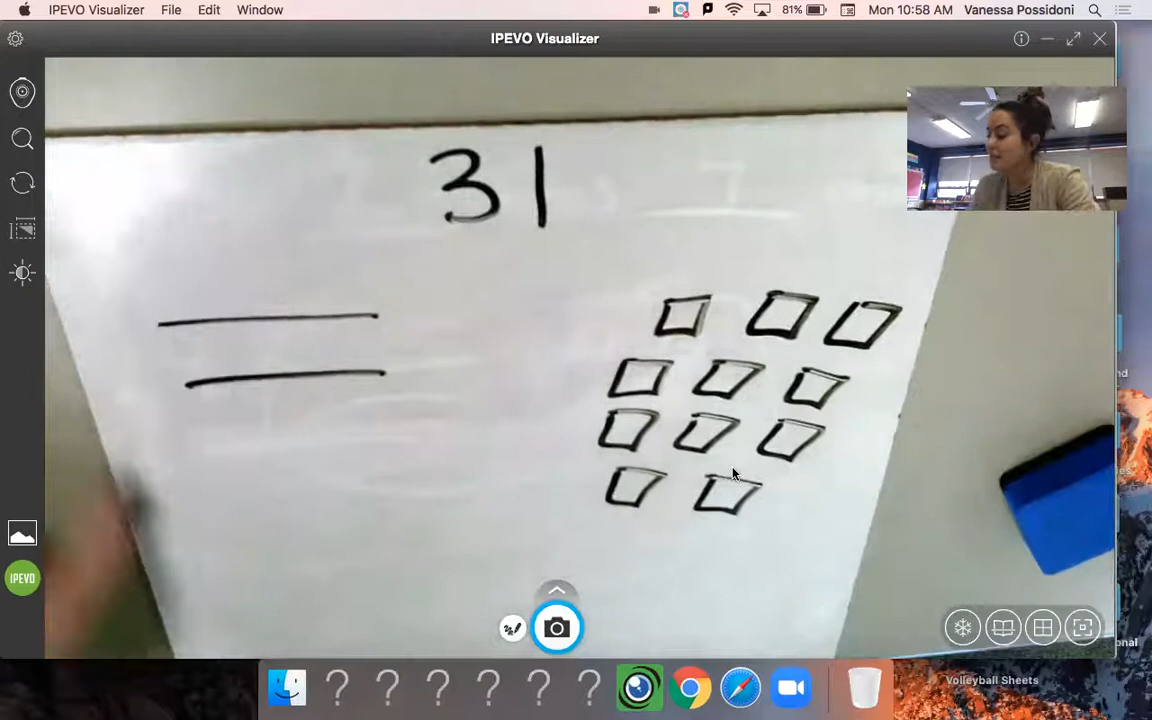 IPEVO Visualizer File Edit Window 81% Mon 10:58 AM Vanessa Possidoni
IPEVO Visualizer
31
IPEVO
Volleyball Sheets